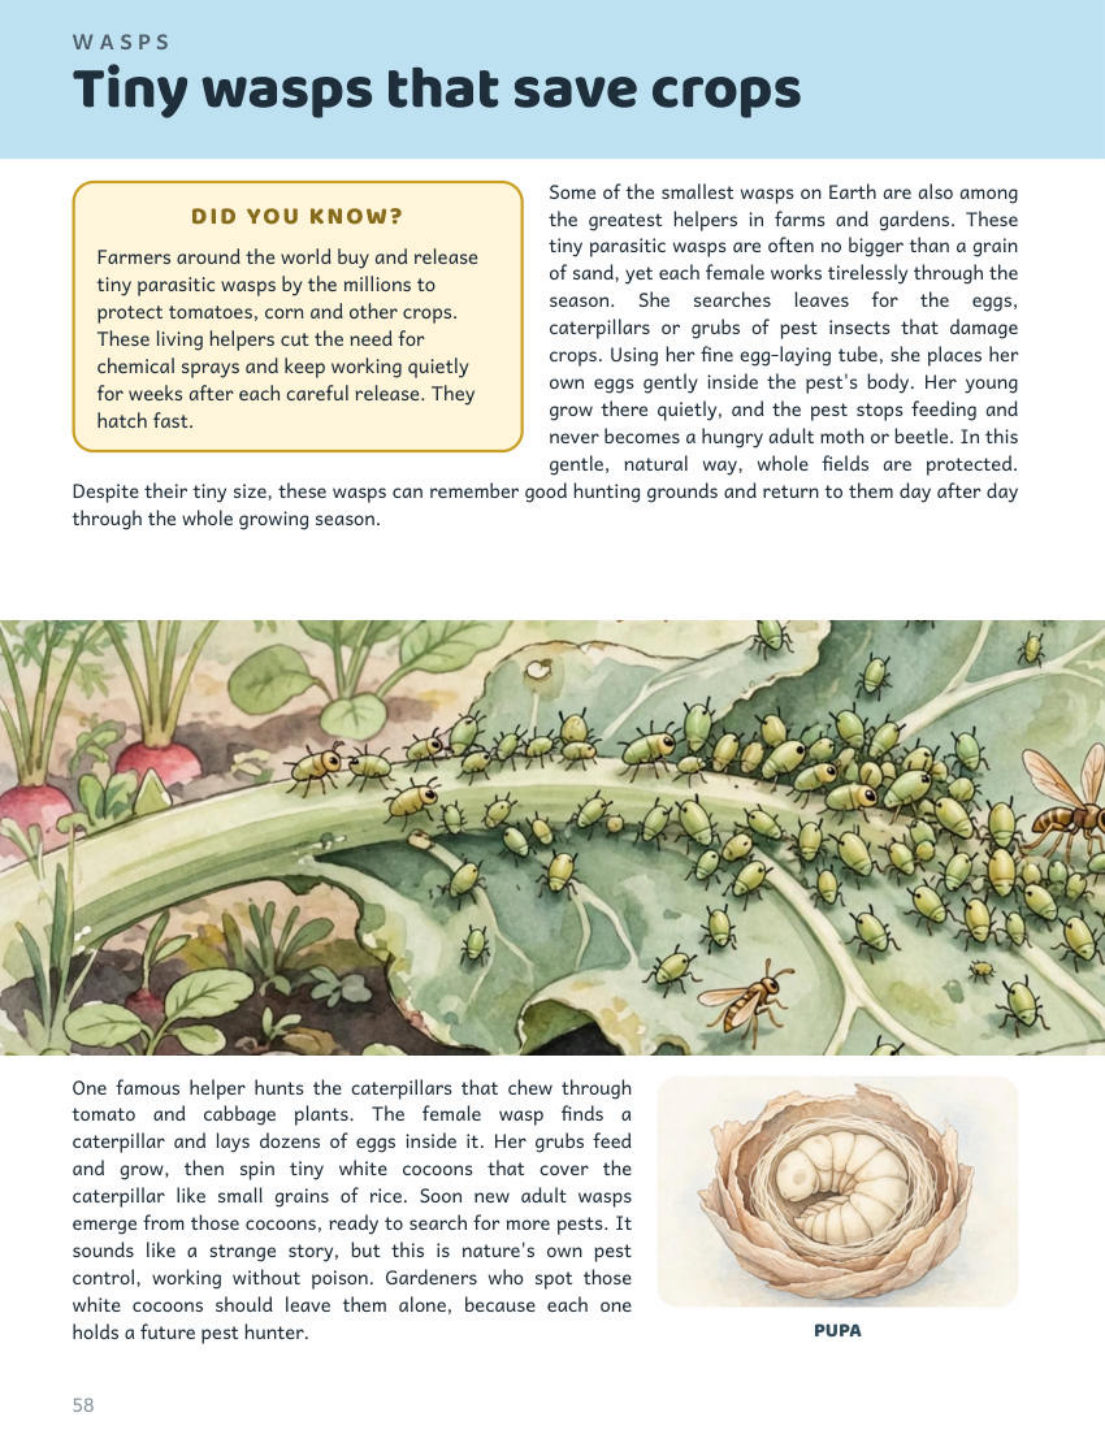 WASPS
Tiny wasps that save crops
DID YOU KNOW?
Farmers around the world buy and release
tiny parasitic wasps by the millions to
protect tomatoes, corn and other crops.
These living helpers cut the need for
chemical sprays and keep working quietly
for weeks after each careful release. They
hatch fast.
Some of the smallest wasps on Earth are also among
the greatest helpers in farms and gardens. These
tiny parasitic wasps are often no bigger than a grain
of sand, yet each female works tirelessly through the
season. She searches leaves for the eggs,
caterpillars or grubs of pest insects that damage
crops. Using her fine egg-laying tube, she places her
own eggs gently inside the pest's body. Her young
grow there quietly, and the pest stops feeding and
never becomes a hungry adult moth or beetle. In this
gentle, natural way, whole fields are protected.
Despite their tiny size, these wasps can remember good hunting grounds and return to them day after day
through the whole growing season.
One famous helper hunts the caterpillars that chew through
tomato and cabbage plants. The female wasp finds a
caterpillar and lays dozens of eggs inside it. Her grubs feed
and grow, then spin tiny white cocoons that cover the
caterpillar like small grains of rice. Soon new adult wasps
emerge from those cocoons, ready to search for more pests. It
sounds like a strange story, but this is nature's own pest
control, working without poison. Gardeners who spot those
white cocoons should leave them alone, because each one
holds a future pest hunter.
PUPA
58